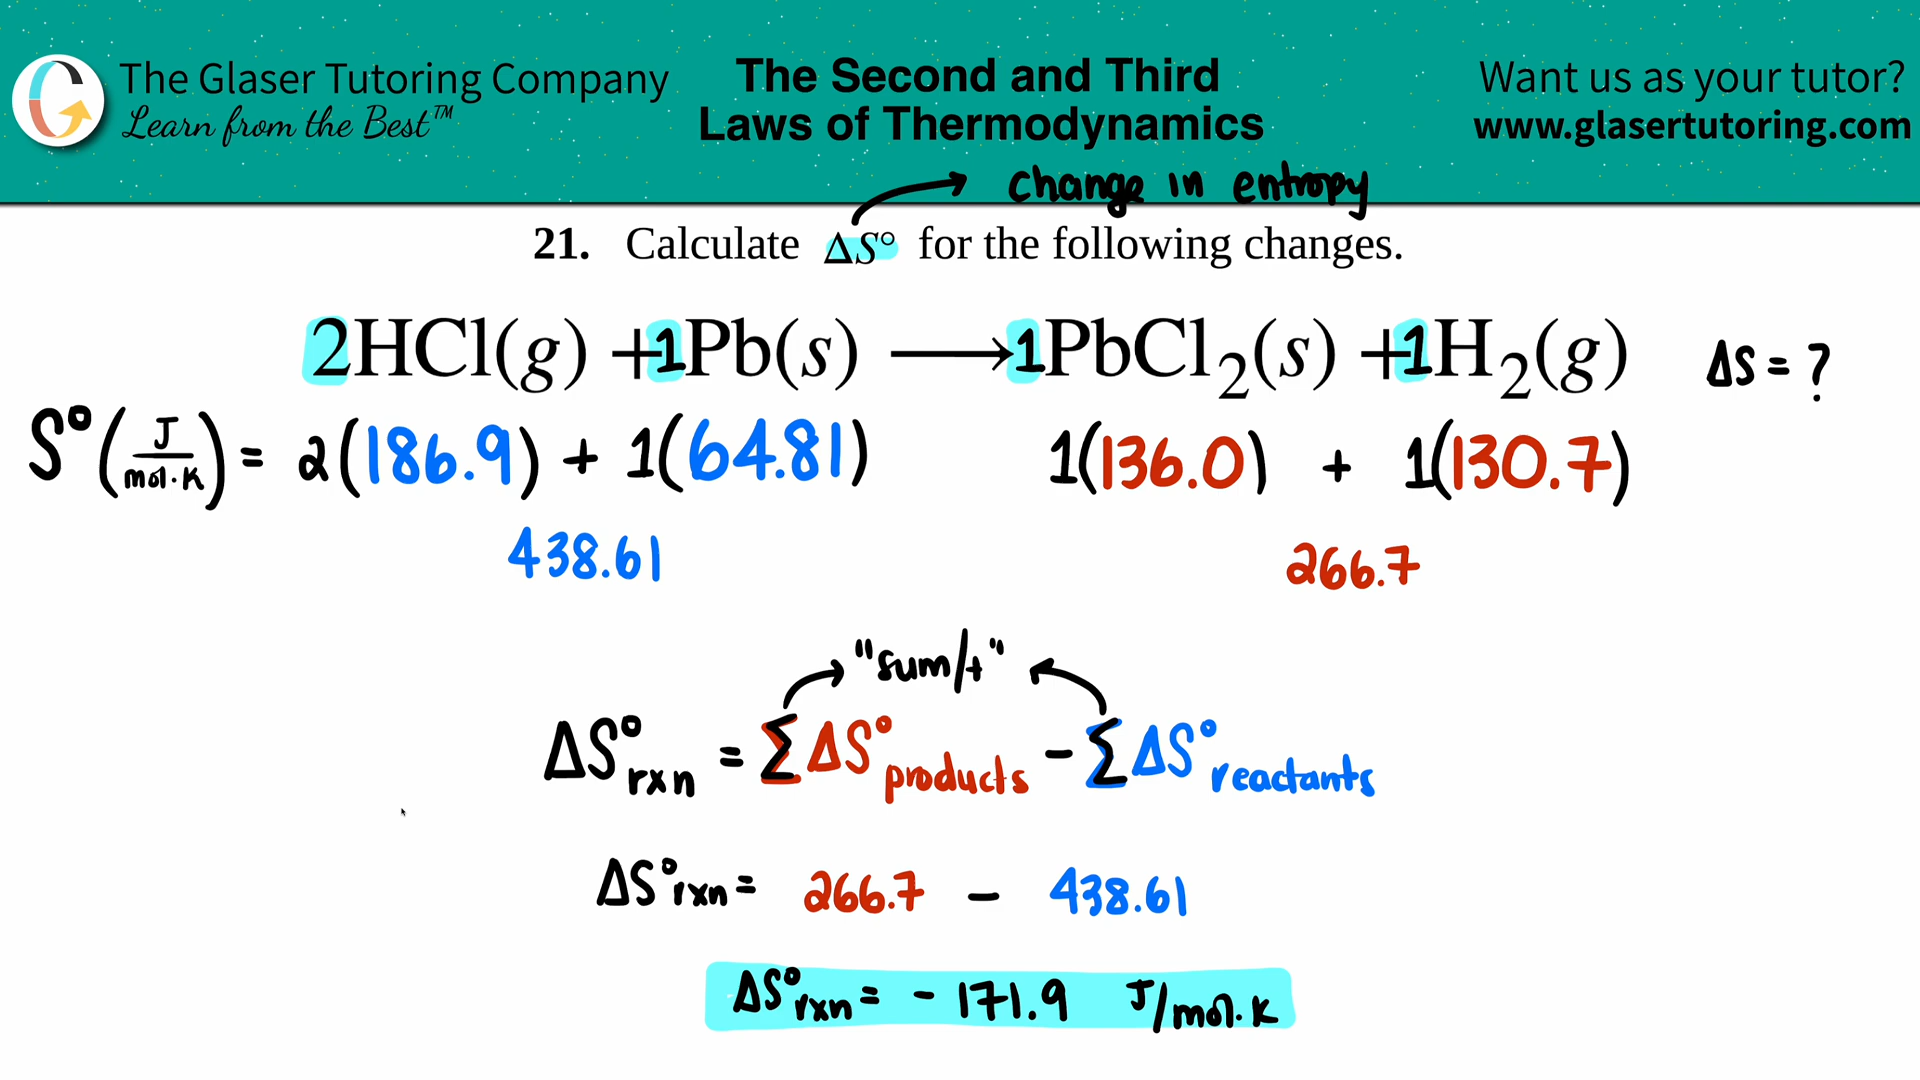 The Glaser Tutoring Company
Learn from the Best™
The Second and Third
Laws of Thermodynamics
Want us as your tutor?
www.glasertutoring.com
change in entropy
21. Calculate ΔS° for the following changes.
2HCl(g) + 1Pb(s) ⟶ 1PbCl₂(s) + 1H₂(g) ΔS = ?
S° (J/mol·K) = 2(186.9) + 1(64.81) 1(136.0) + 1(130.7)
438.61 266.7
"sum/+"
ΔS°rxn = Σ ΔS°products - Σ ΔS°reactants
ΔS°rxn = 266.7 - 438.61
ΔS°rxn = -171.9 J/mol·K